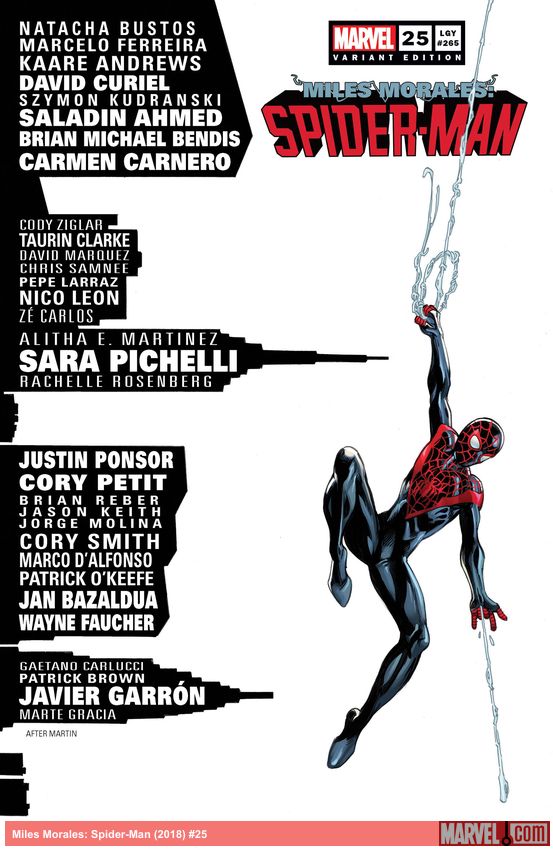 NATACHA BUSTOS
MARCELO FERREIRA
KAARE ANDREWS
DAVID CURIEL
SZYMON KUDRANSKI
SALADIN AHMED
BRIAN MICHAEL BENDIS
CARMEN CARNERO
CODY ZIGLAR
TAURIN CLARKE
DAVID MARQUEZ
CHRIS SAMNEE
PEPE LARRAZ
NICO LEON
ZÉ CARLOS
ALITHA E. MARTINEZ
SARA PICHELLI
RACHELLE ROSENBERG
JUSTIN PONSOR
CORY PETIT
BRIAN REBER
JASON KEITH
JORGE MOLINA
CORY SMITH
MARCO D'ALFONSO
PATRICK O'KEEFE
JAN BAZALDUA
WAYNE FAUCHER
GAETANO CARLUCCI
PATRICK BROWN
JAVIER GARRÓN
MARTE GRACIA
AFTER MARTIN
MARVEL 25 LGY #265
VARIANT EDITION
MILES MORALES:
SPIDER-MAN
Miles Morales: Spider-Man (2018) #25
MARVEL.com